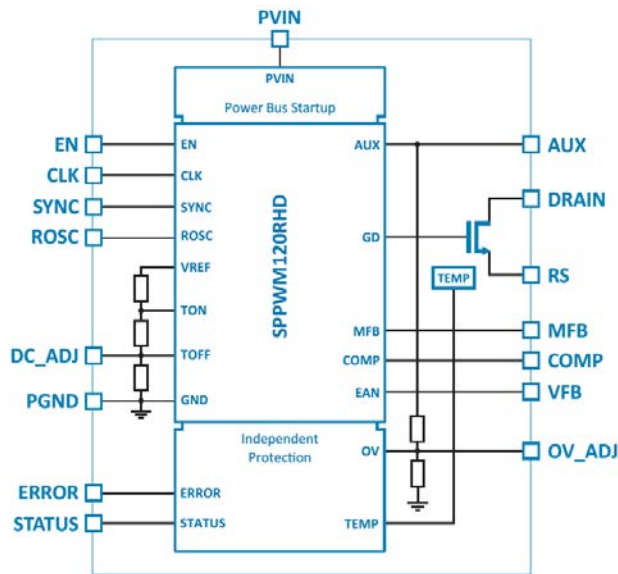 PVIN
PVIN
Power Bus Startup
EN
EN
AUX
AUX
CLK
CLK
DRAIN
SYNC
SYNC
ROSC
ROSC
GD
VREF
SPPWM120RHD
TEMP
RS
TON
MFB
MFB
DC_ADJ
TOFF
COMP
COMP
PGND
GND
EAN
VFB
Independent
Protection
OV
OV_ADJ
ERROR
ERROR
STATUS
STATUS
TEMP